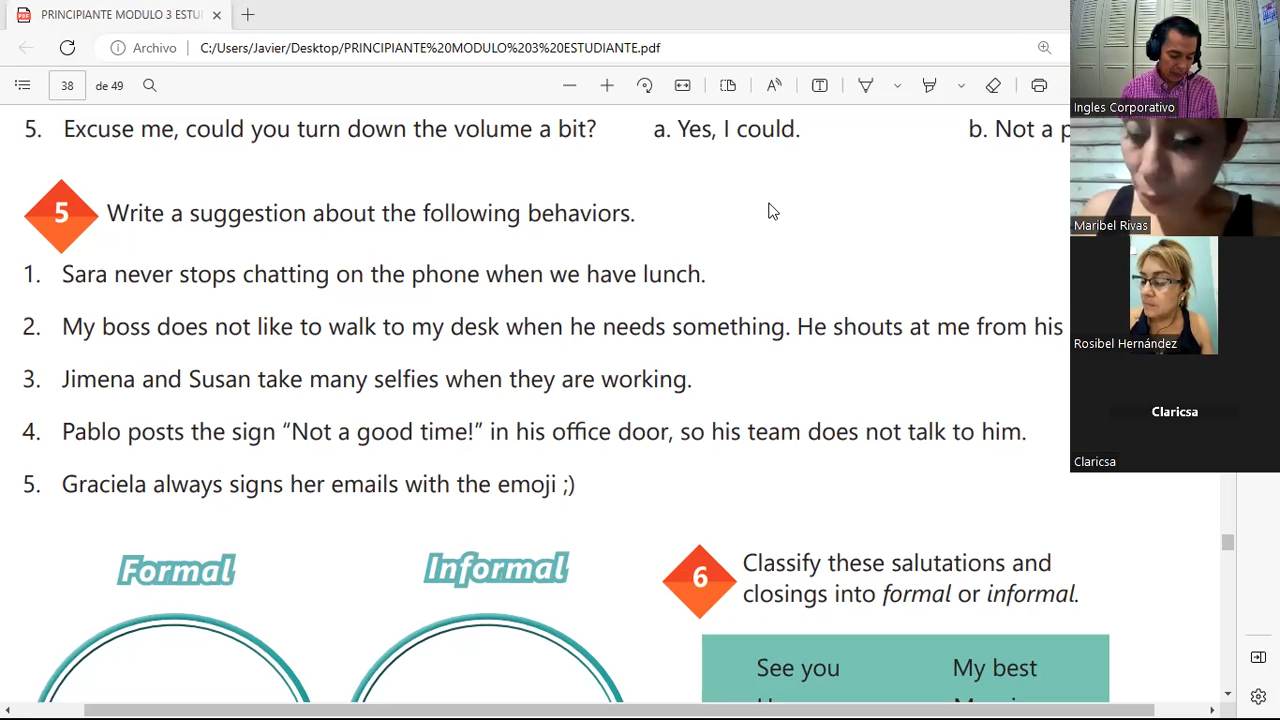 PRINCIPIANTE MODULO 3 ESTU
Archivo C:/Users/Javier/Desktop/PRINCIPIANTE%20MODULO%203%20ESTUDIANTE.pdf
38 de 49
5. Excuse me, could you turn down the volume a bit? a. Yes, I could. b. Not a p
5 Write a suggestion about the following behaviors.
1. Sara never stops chatting on the phone when we have lunch.
2. My boss does not like to walk to my desk when he needs something. He shouts at me from his
3. Jimena and Susan take many selfies when they are working.
4. Pablo posts the sign “Not a good time!” in his office door, so his team does not talk to him.
5. Graciela always signs her emails with the emoji ;)
Formal Informal
6 Classify these salutations and
closings into formal or informal.
See you My best
Ingles Corporativo
Maribel Rivas
Rosibel Hernández
Claricsa
Claricsa